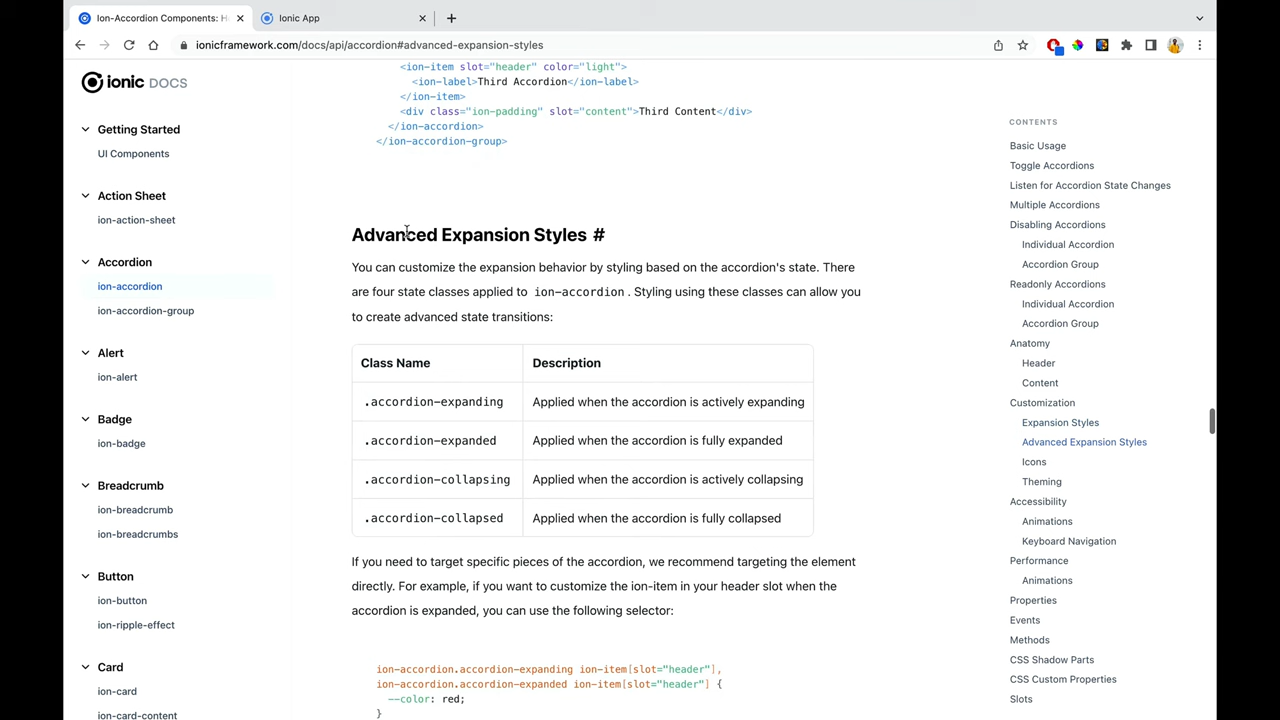 Ion-Accordion Components: H
Ionic App
ionicframework.com/docs/api/accordion#advanced-expansion-styles
ionic DOCS
Getting Started
UI Components
Action Sheet
ion-action-sheet
Accordion
ion-accordion
ion-accordion-group
Alert
ion-alert
Badge
ion-badge
Breadcrumb
ion-breadcrumb
ion-breadcrumbs
Button
ion-button
ion-ripple-effect
Card
ion-card
ion-card-content
<ion-item slot="header" color="light">
<ion-label>Third Accordion</ion-label>
</ion-item>
<div class="ion-padding" slot="content">Third Content</div>
</ion-accordion>
</ion-accordion-group>
Advanced Expansion Styles #
You can customize the expansion behavior by styling based on the accordion's state. There
are four state classes applied to ion-accordion . Styling using these classes can allow you
to create advanced state transitions:
Class Name Description
.accordion-expanding Applied when the accordion is actively expanding
.accordion-expanded Applied when the accordion is fully expanded
.accordion-collapsing Applied when the accordion is actively collapsing
.accordion-collapsed Applied when the accordion is fully collapsed
If you need to target specific pieces of the accordion, we recommend targeting the element
directly. For example, if you want to customize the ion-item in your header slot when the
accordion is expanded, you can use the following selector:
ion-accordion.accordion-expanding ion-item[slot="header"],
ion-accordion.accordion-expanded ion-item[slot="header"] {
--color: red;
}
CONTENTS
Basic Usage
Toggle Accordions
Listen for Accordion State Changes
Multiple Accordions
Disabling Accordions
Individual Accordion
Accordion Group
Readonly Accordions
Individual Accordion
Accordion Group
Anatomy
Header
Content
Customization
Expansion Styles
Advanced Expansion Styles
Icons
Theming
Accessibility
Animations
Keyboard Navigation
Performance
Animations
Properties
Events
Methods
CSS Shadow Parts
CSS Custom Properties
Slots